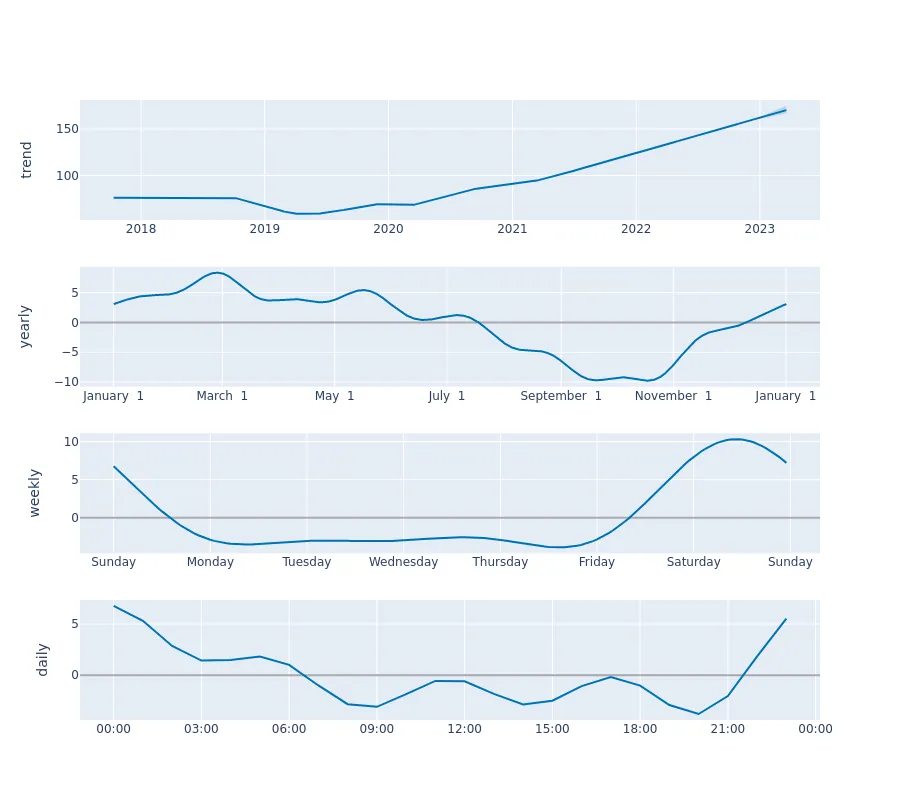 trend
150
100
2018 2019 2020 2021 2022 2023
yearly
5
0
−5
−10
January 1 March 1 May 1 July 1 September 1 November 1 January 1
weekly
10
5
0
Sunday Monday Tuesday Wednesday Thursday Friday Saturday Sunday
daily
5
0
00:00 03:00 06:00 09:00 12:00 15:00 18:00 21:00 00:00